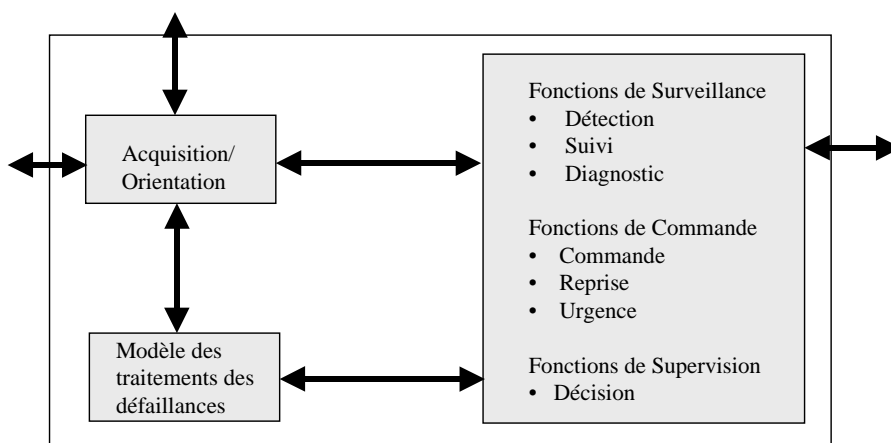 Acquisition/
Orientation
Modèle des
traitements des
défaillances
Fonctions de Surveillance
• Détection
• Suivi
• Diagnostic
Fonctions de Commande
• Commande
• Reprise
• Urgence
Fonctions de Supervision
• Décision